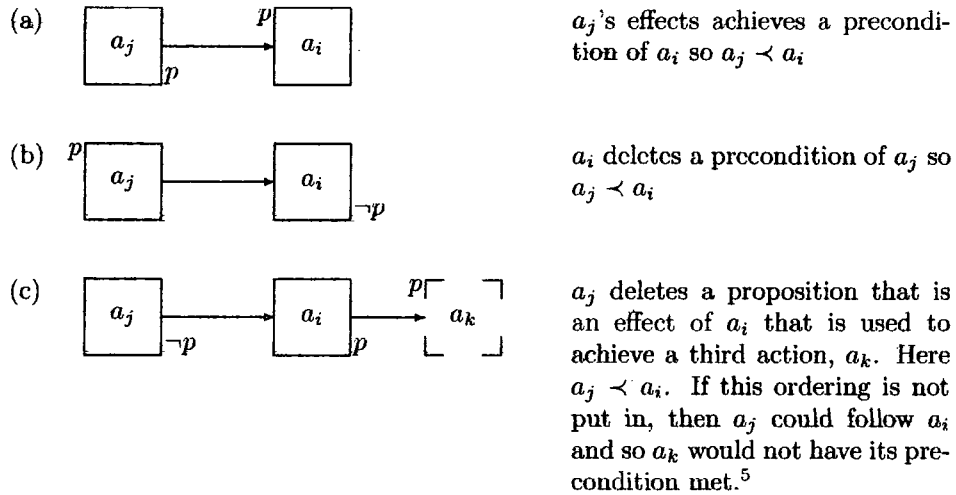 (a) p a_j p a_i
a_j's effects achieves a precondi-
tion of a_i so a_j ≺ a_i
(b) p a_j a_i ¬p
a_i deletes a precondition of a_j so
a_j ≺ a_i
(c) a_j ¬p a_i p p a_k
a_j deletes a proposition that is
an effect of a_i that is used to
achieve a third action, a_k. Here
a_j ≺ a_i. If this ordering is not
put in, then a_j could follow a_i
and so a_k would not have its pre-
condition met.⁵